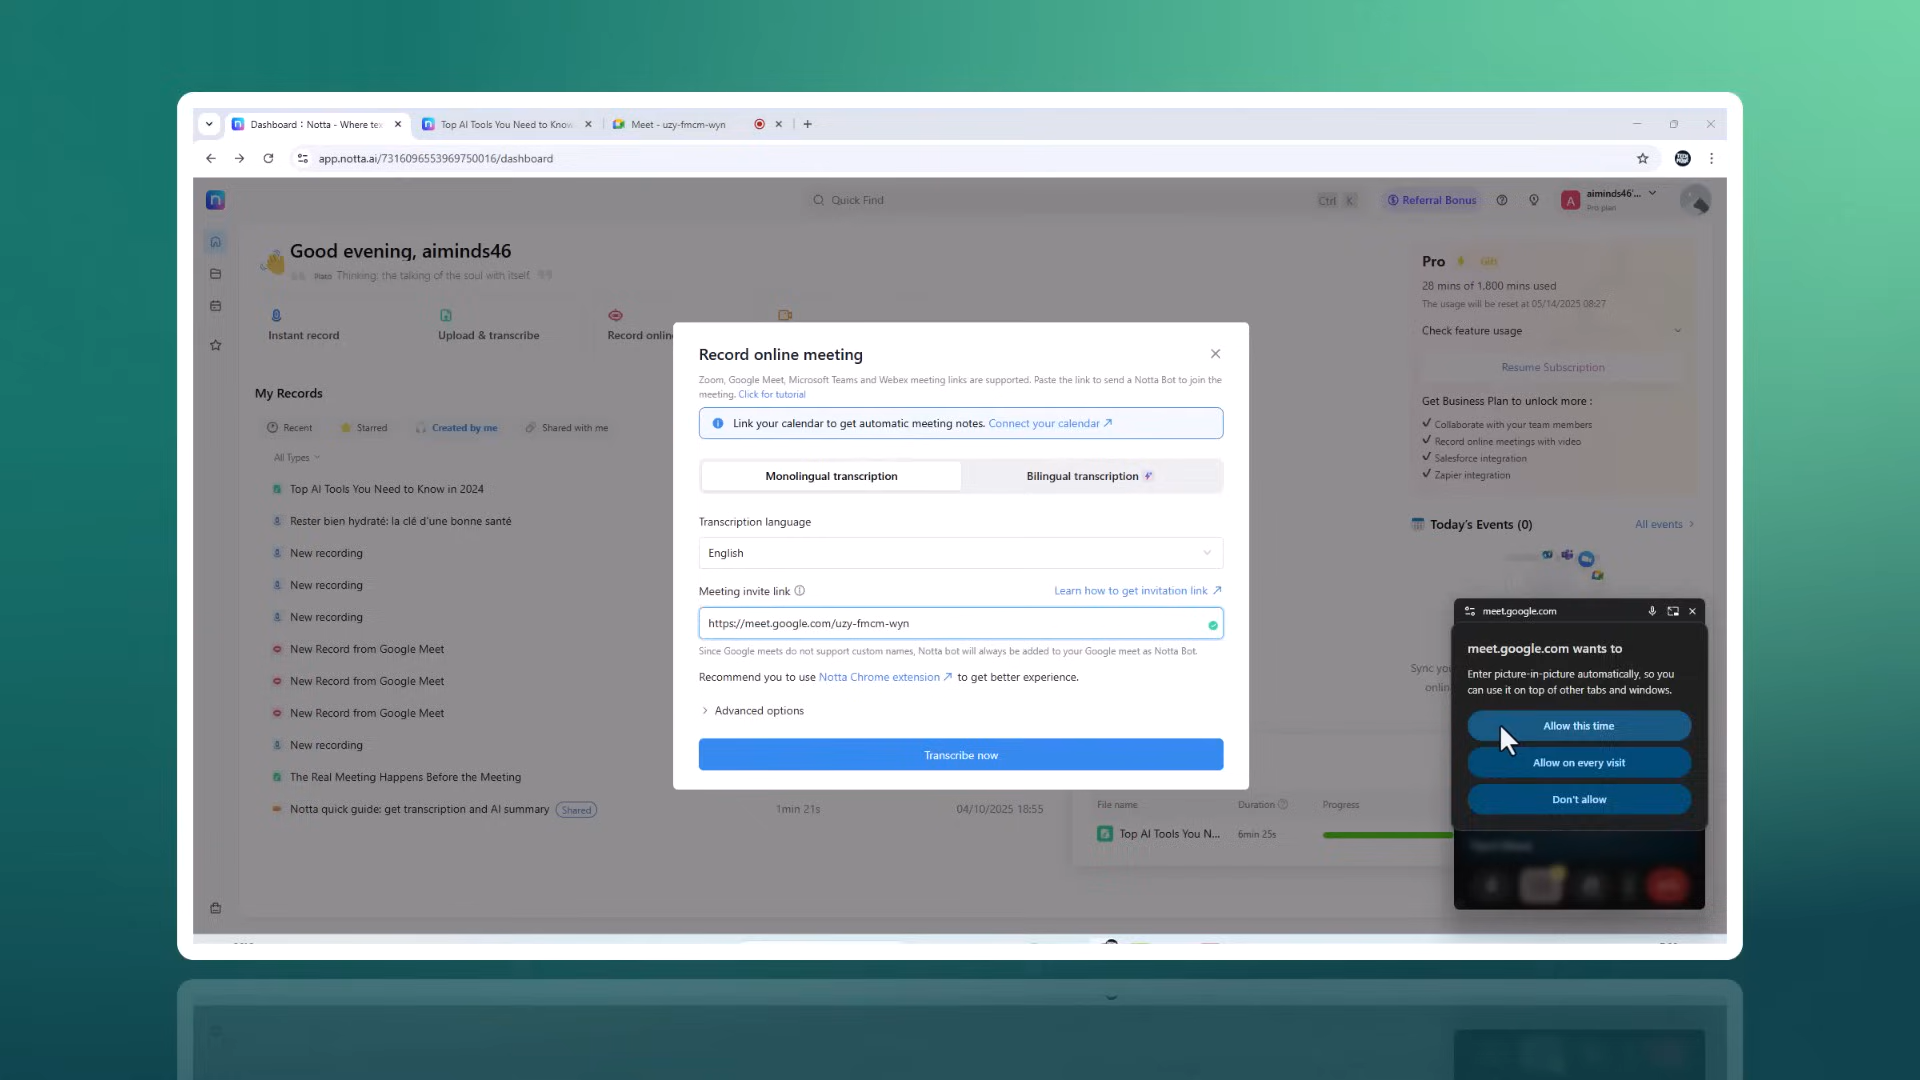 Dashboard : Notta - Where te
Top AI Tools You Need to Know
Meet - uzy-fmcm-wyn
app.notta.ai/7316096553969750016/dashboard
Quick Find
Ctrl K
Referral Bonus
A
aiminds46'...
Pro plan
Good evening, aiminds46
Plato Thinking: the talking of the soul with itself.
Instant record
Upload & transcribe
Record onlin
My Records
Recent
Starred
Created by me
Shared with me
All Types
Top AI Tools You Need to Know in 2024
Rester bien hydraté: la clé d'une bonne santé
New recording
New recording
New recording
New Record from Google Meet
New Record from Google Meet
New Record from Google Meet
New recording
The Real Meeting Happens Before the Meeting
Notta quick guide: get transcription and AI summary Shared
1min 21s
04/10/2025 18:55
Record online meeting
Zoom, Google Meet, Microsoft Teams and Webex meeting links are supported. Paste the link to send a Notta Bot to join the
meeting. Click for tutorial
Link your calendar to get automatic meeting notes. Connect your calendar
Monolingual transcription
Bilingual transcription
Transcription language
English
Meeting invite link
Learn how to get invitation link
https://meet.google.com/uzy-fmcm-wyn
Since Google meets do not support custom names, Notta bot will always be added to your Google meet as Notta Bot.
Recommend you to use Notta Chrome extension to get better experience.
Advanced options
Transcribe now
Pro
Gift
28 mins of 1,800 mins used
The usage will be reset at 05/14/2025 08:27
Check feature usage
Resume Subscription
Get Business Plan to unlock more :
Collaborate with your team members
Record online meetings with video
Salesforce integration
Zapier integration
Today's Events (0)
All events
Sync you
onlin
File name
Duration
Progress
Top AI Tools You N...
6min 25s
meet.google.com
meet.google.com wants to
Enter picture-in-picture automatically, so you
can use it on top of other tabs and windows.
Allow this time
Allow on every visit
Don't allow